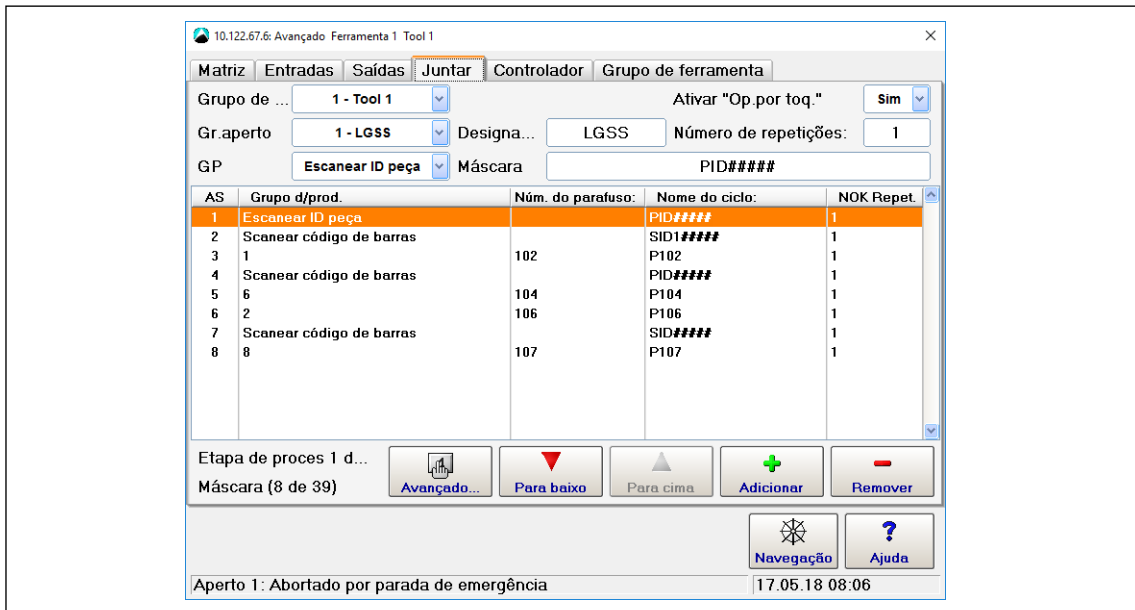 10.122.67.6: Avançado Ferramenta 1 Tool 1
Matriz Entradas Saídas Juntar Controlador Grupo de ferramenta
Grupo de ... 1 - Tool 1 Ativar "Op.por toq." Sim
Gr.aperto 1 - LGSS Designa... LGSS Número de repetições: 1
GP Escanear ID peça Máscara PID#####
AS Grupo d/prod. Núm. do parafuso: Nome do ciclo: NOK Repet.
1 Escanear ID peça PID##### 1
2 Scanear código de barras SID1##### 1
3 1 102 P102 1
4 Scanear código de barras PID##### 1
5 6 104 P104 1
6 2 106 P106 1
7 Scanear código de barras SID##### 1
8 8 107 P107 1
Etapa de proces 1 d...
Máscara (8 de 39)
Avançado... Para baixo Para cima Adicionar Remover
Navegação Ajuda
Aperto 1: Abortado por parada de emergência 17.05.18 08:06